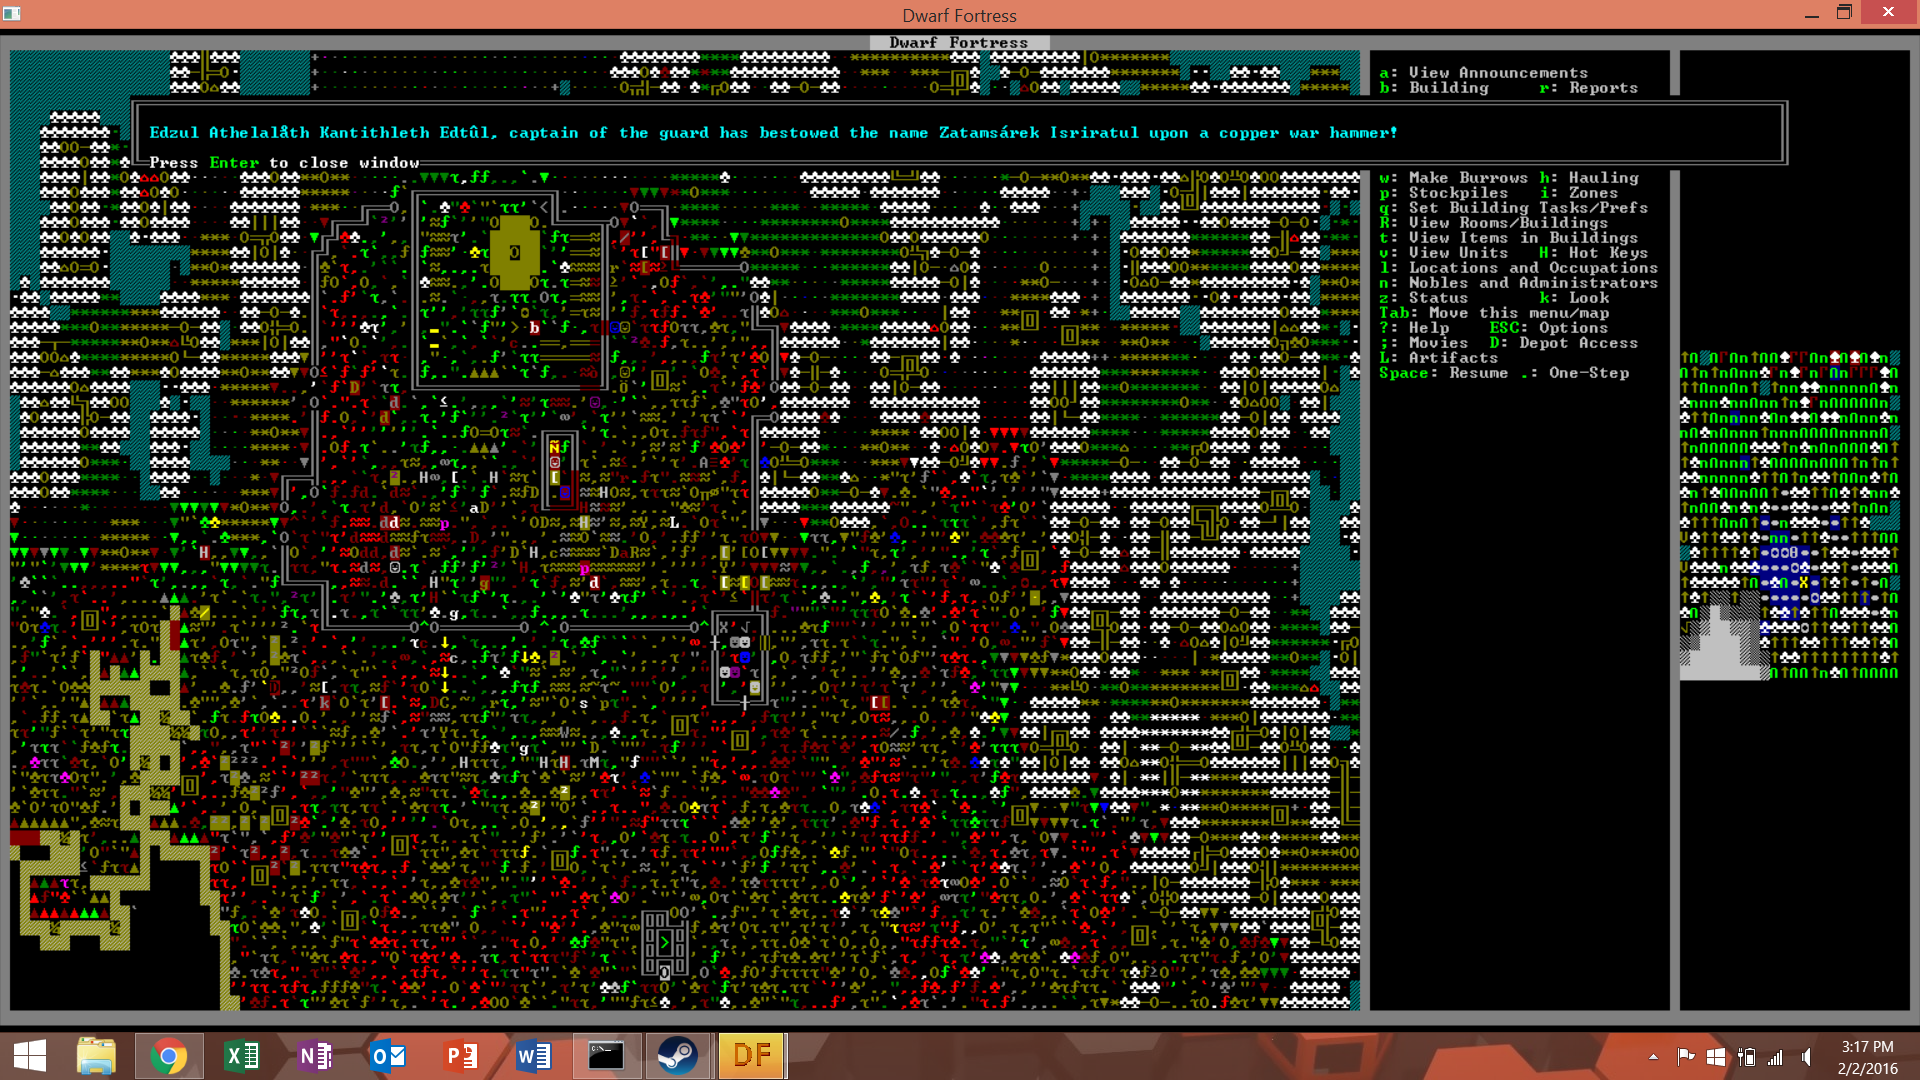 Dwarf Fortress
Dwarf Fortress
a: View Announcements
b: Building r: Reports
Edzul Athelalåth Kantithleth Edtûl, captain of the guard has bestowed the name Zatamsárek Isriratul upon a copper war hammer!
Press Enter to close window
w: Make Burrows h: Hauling
p: Stockpiles i: Zones
q: Set Building Tasks/Prefs
R: View Rooms/Buildings
t: View Items in Buildings
v: View Units H: Hot Keys
l: Locations and Occupations
n: Nobles and Administrators
z: Status k: Look
Tab: Move this menu/map
?: Help ESC: Options
;: Movies D: Depot Access
L: Artifacts
Space: Resume .: One-Step
DF
3:17 PM
2/2/2016